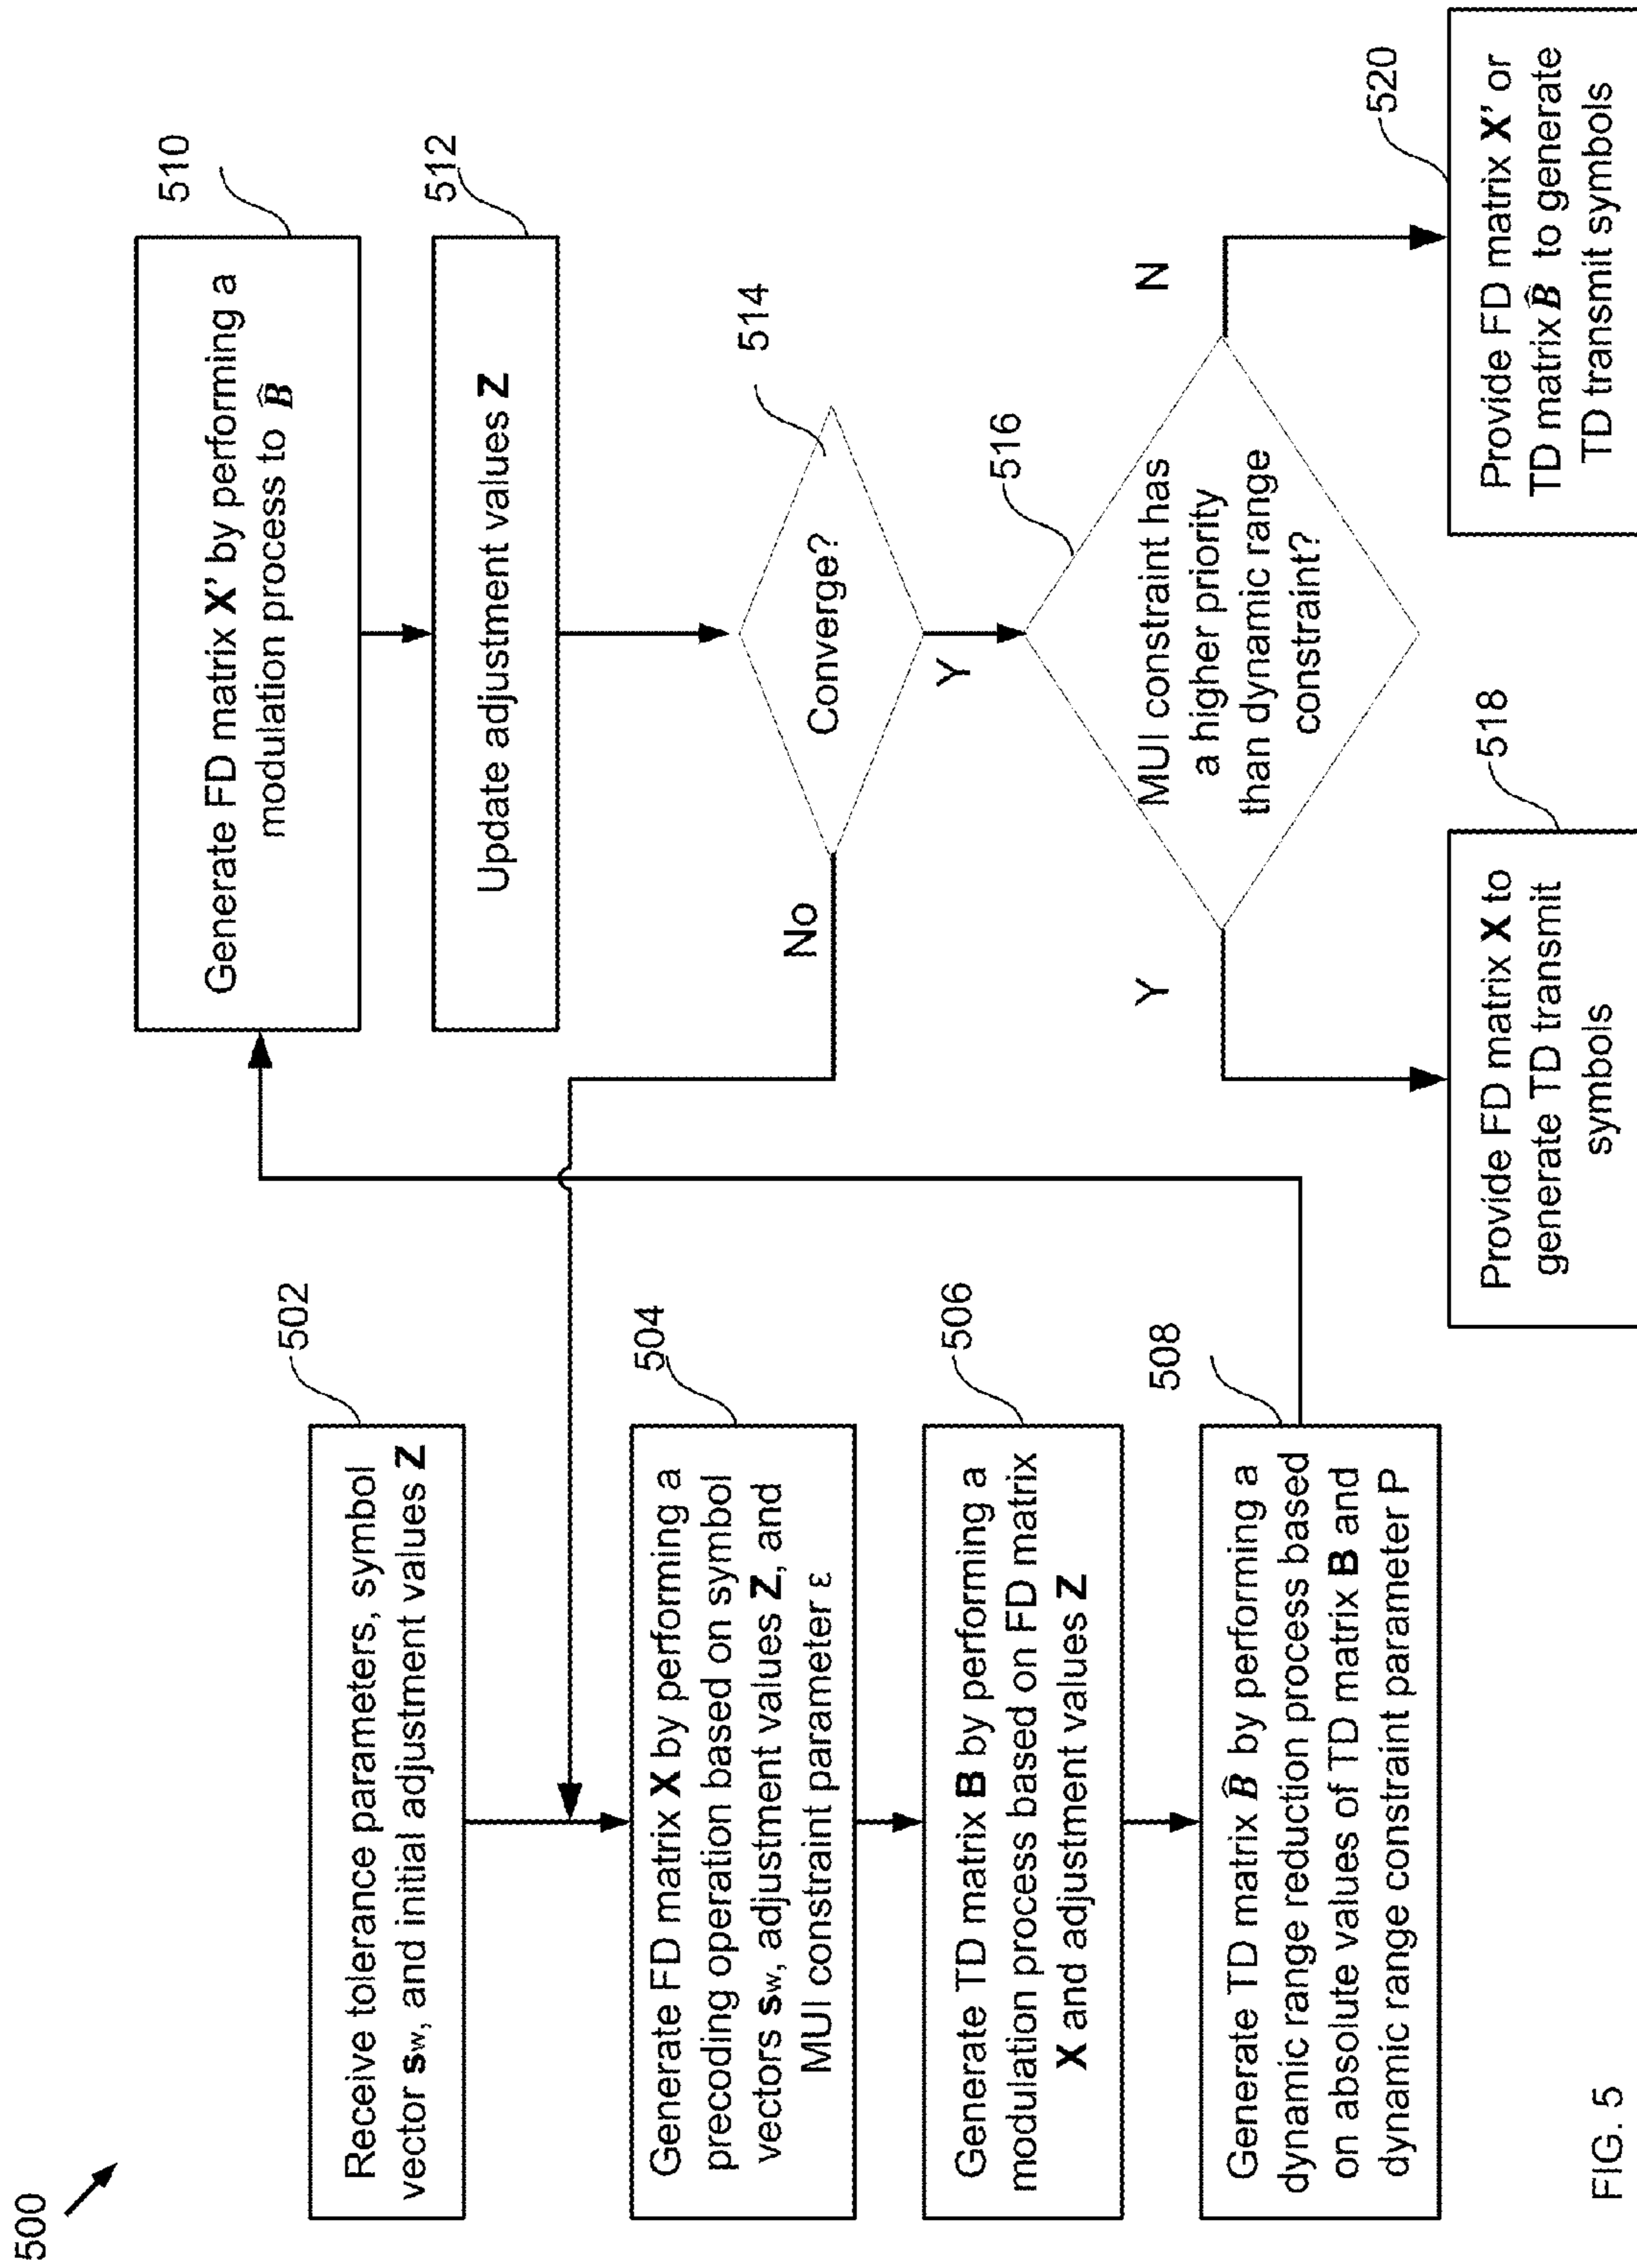 500
502
Receive tolerance parameters, symbol
vector sw, and initial adjustment values Z
504
Generate FD matrix X by performing a
precoding operation based on symbol
vectors sw, adjustment values Z, and
MUI constraint parameter ε
506
Generate TD matrix B by performing a
modulation process based on FD matrix
X and adjustment values Z
508
Generate TD matrix B̂ by performing a
dynamic range reduction process based
on absolute values of TD matrix B and
dynamic range constraint parameter P
510
Generate FD matrix X' by performing a
modulation process to B̂
512
Update adjustment values Z
514
Converge?
No
Y
516
MUI constraint has
a higher priority
than dynamic range
constraint?
Y
N
518
Provide FD matrix X to
generate TD transmit
symbols
520
Provide FD matrix X' or
TD matrix B̂ to generate
TD transmit symbols
FIG. 5